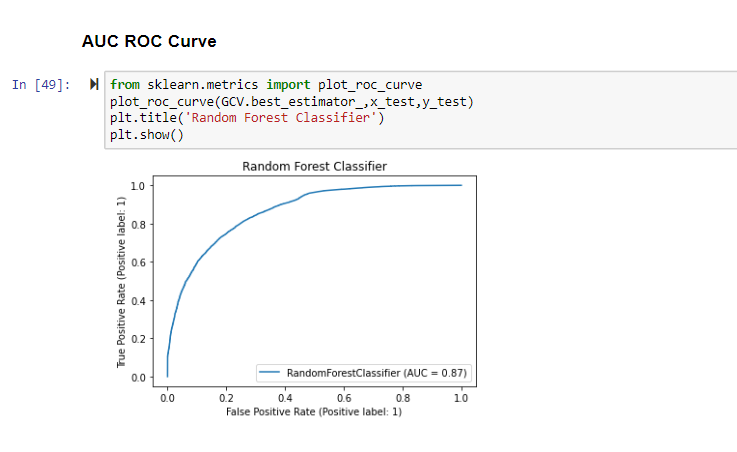 AUC ROC Curve
In [49]:
from sklearn.metrics import plot_roc_curve
plot_roc_curve(GCV.best_estimator_,x_test,y_test)
plt.title('Random Forest Classifier')
plt.show()
Random Forest Classifier
True Positive Rate (Positive label: 1)
1.0
0.8
0.6
0.4
0.2
0.0
RandomForestClassifier (AUC = 0.87)
0.0 0.2 0.4 0.6 0.8 1.0
False Positive Rate (Positive label: 1)